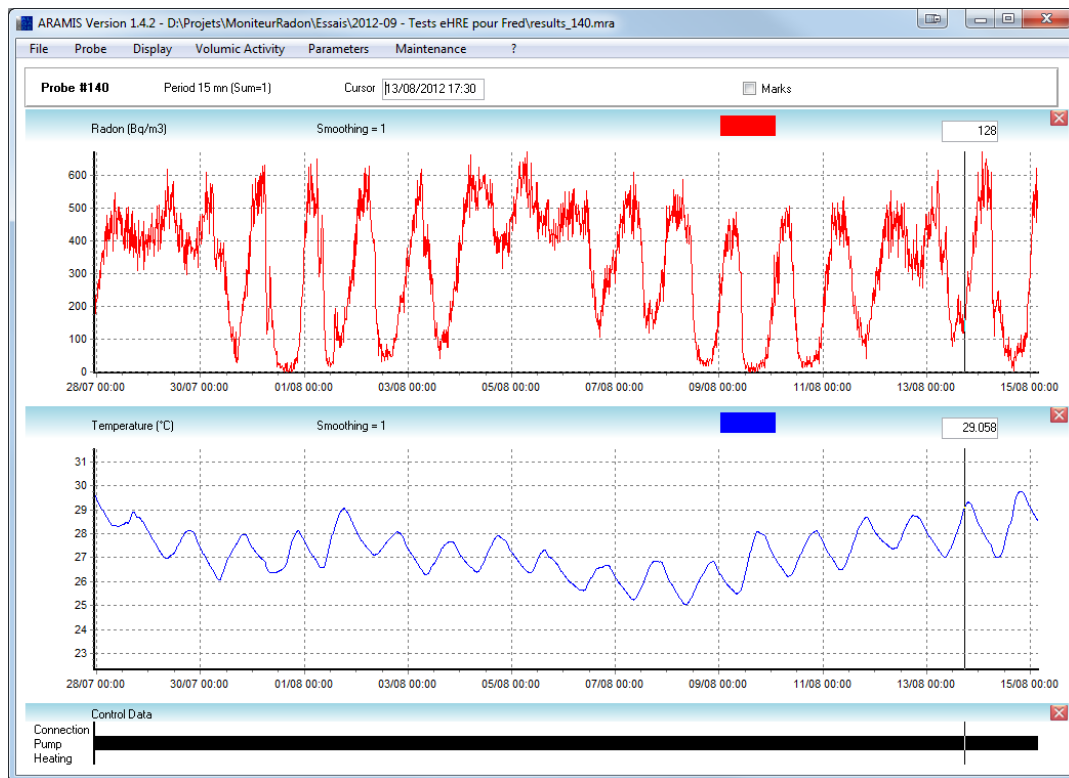 ARAMIS Version 1.4.2 - D:\Projets\MoniteurRadon\Essais\2012-09 - Tests eHRE pour Fred\results_140.mra
File Probe Display Volumic Activity Parameters Maintenance ?
Probe #140 Period 15 mn (Sum=1) Cursor 13/08/2012 17:30 Marks
Radon (Bq/m3) Smoothing = 1 128
600
500
400
300
200
100
0
28/07 00:00 30/07 00:00 01/08 00:00 03/08 00:00 05/08 00:00 07/08 00:00 09/08 00:00 11/08 00:00 13/08 00:00 15/08 00:00
Temperature (°C) Smoothing = 1 29.058
31
30
29
28
27
26
25
24
23
28/07 00:00 30/07 00:00 01/08 00:00 03/08 00:00 05/08 00:00 07/08 00:00 09/08 00:00 11/08 00:00 13/08 00:00 15/08 00:00
Control Data
Connection
Pump
Heating